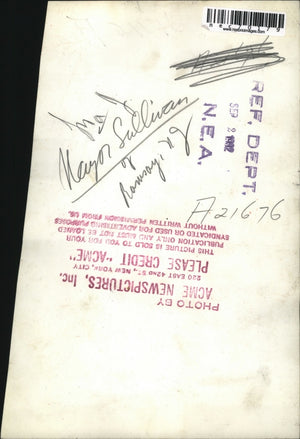 REF. DEPT.
N.E.A.
Mayor Sullivan
of
A21676
PHOTO BY
ACME NEWSPICTURES, Inc.
220 EAST 42nd ST., NEW YORK, CITY
PLEASE CREDIT "ACME"
THIS PICTURE IS SOLD TO YOU FOR YOUR
PUBLICATION ONLY AND MUST NOT BE LOANED
SYNDICATED OR USED FOR ADVERTISING PURPOSES
WITHOUT WRITTEN PERMISSION FROM US.